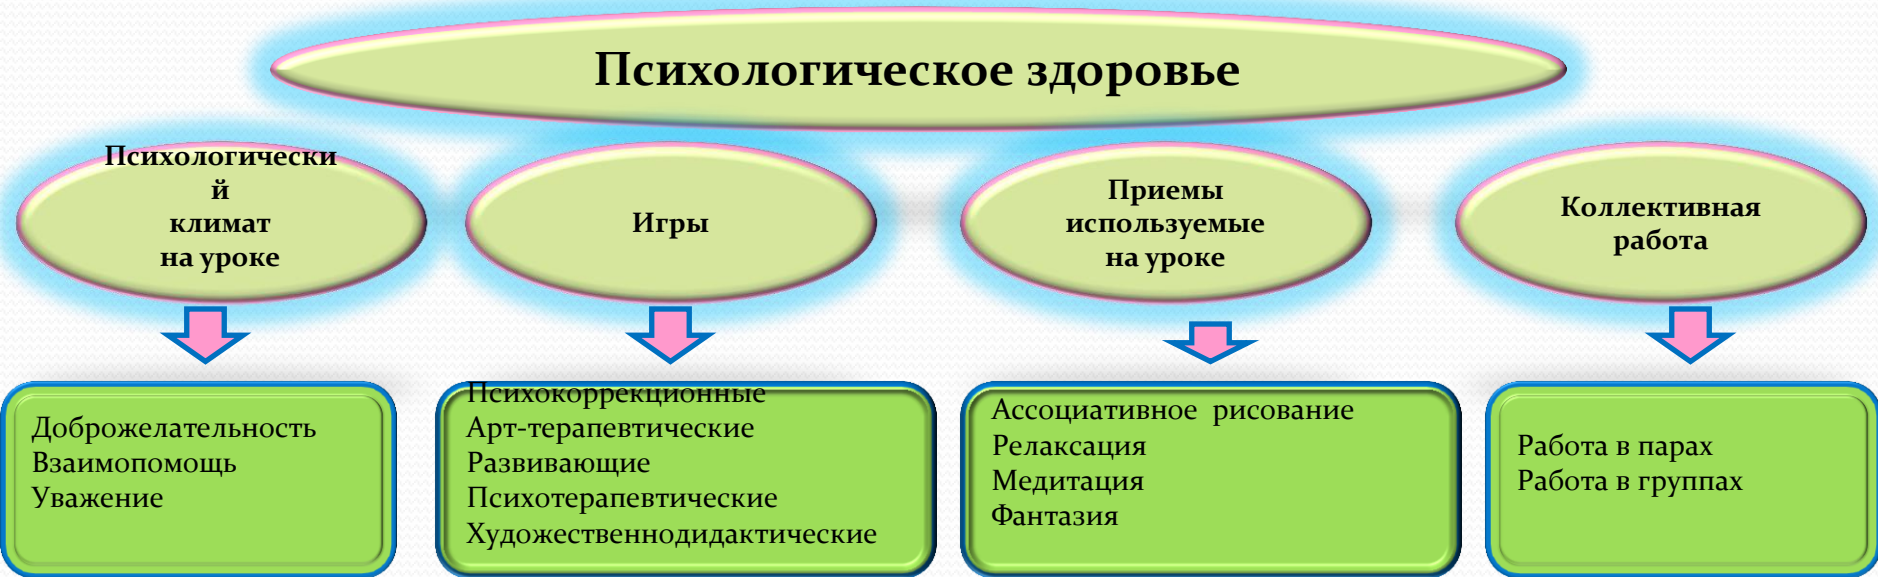 Психологическое здоровье
Психологически
й
климат
на уроке
Игры
Приемы
используемые
на уроке
Коллективная
работа
Доброжелательность
Взаимопомощь
Уважение
Психокоррекционные
Арт-терапевтические
Развивающие
Психотерапевтические
Художественнодидактические
Ассоциативное рисование
Релаксация
Медитация
Фантазия
Работа в парах
Работа в группах